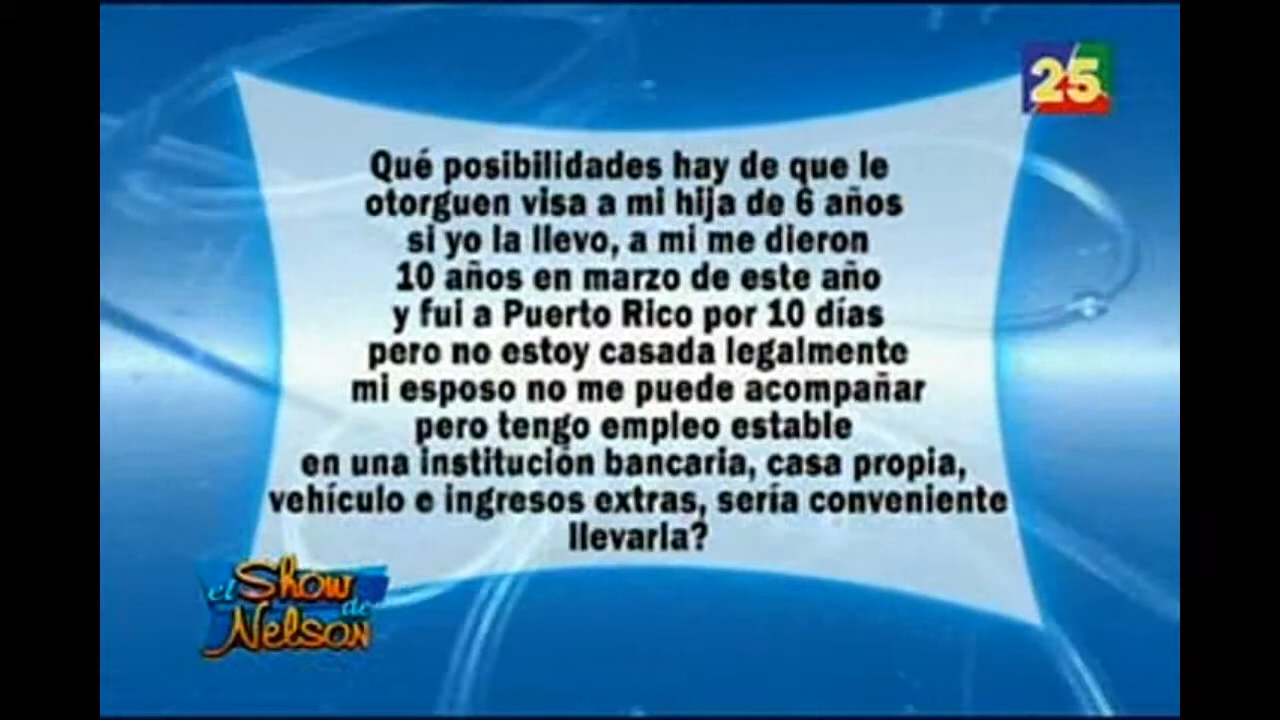 25
Qué posibilidades hay de que le
otorguen visa a mi hija de 6 años
si yo la llevo, a mi me dieron
10 años en marzo de este año
y fui a Puerto Rico por 10 días
pero no estoy casada legalmente
mi esposo no me puede acompañar
pero tengo empleo estable
en una institución bancaria, casa propia,
vehículo e ingresos extras, sería conveniente
llevarla?
el Show
de
Nelson